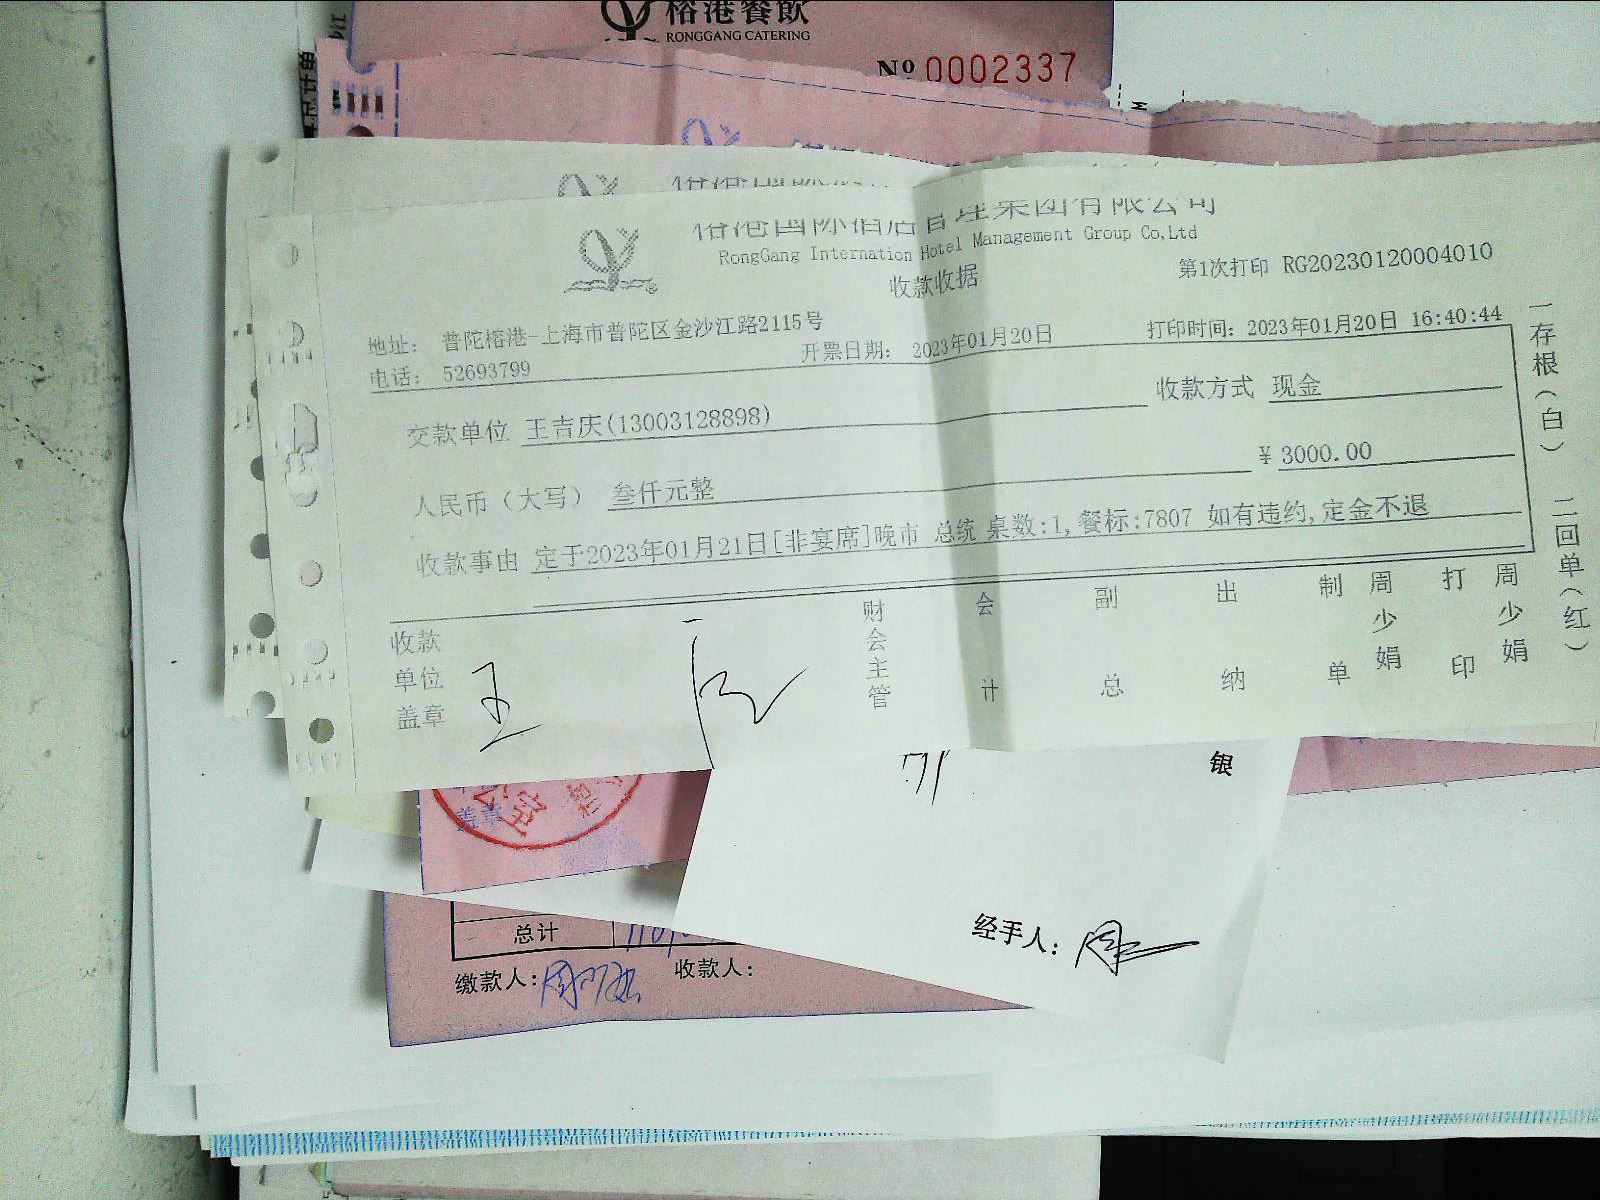 榕港餐飲
RONGGANG CATERING
№ 0002337
榕港国际酒店管理集团有限公司
RongGang International Hotel Management Group Co,Ltd
收款收据
第1次打印 RG20230120004010
地址: 普陀榕港-上海市普陀区金沙江路2115号
电话: 52693799
开票日期: 2023年01月20日
打印时间: 2023年01月20日 16:40:44
交款单位 王吉庆(13003128898)
收款方式 现金
人民币（大写） 叁仟元整
¥ 3000.00
收款事由 定于2023年01月21日[非宴席]晚市 总统 桌数:1,餐标:7807 如有违约,定金不退
一存根（白） 二回单（红）
收款单位盖章
财会主管
会计
副总
出纳
制单
周少娟
打印
周少娟
银
盖章
经手人:
总计
缴款人:
收款人: